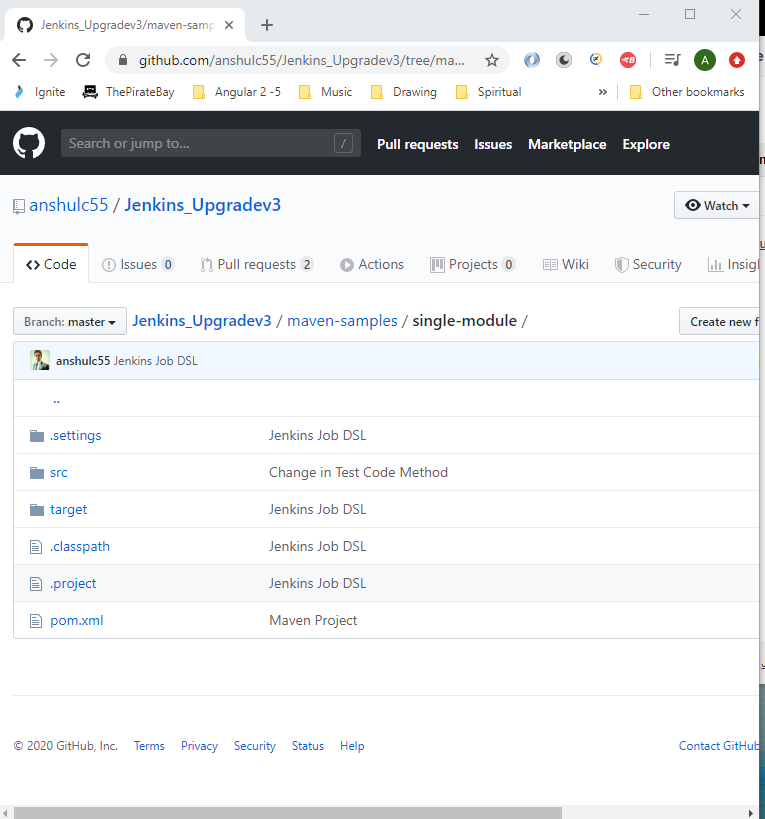 Jenkins_Upgradev3/maven-samp
github.com/anshulc55/Jenkins_Upgradev3/tree/ma... A
Ignite ThePirateBay Angular 2 -5 Music Drawing Spiritual » Other bookmarks
Search or jump to... / Pull requests Issues Marketplace Explore
anshulc55 / Jenkins_Upgradev3 Watch
Code Issues 0 Pull requests 2 Actions Projects 0 Wiki Security Insig
Branch: master Jenkins_Upgradev3 / maven-samples / single-module / Create new f
anshulc55 Jenkins Job DSL
..
.settings Jenkins Job DSL
src Change in Test Code Method
target Jenkins Job DSL
.classpath Jenkins Job DSL
.project Jenkins Job DSL
pom.xml Maven Project
© 2020 GitHub, Inc. Terms Privacy Security Status Help Contact GitHub